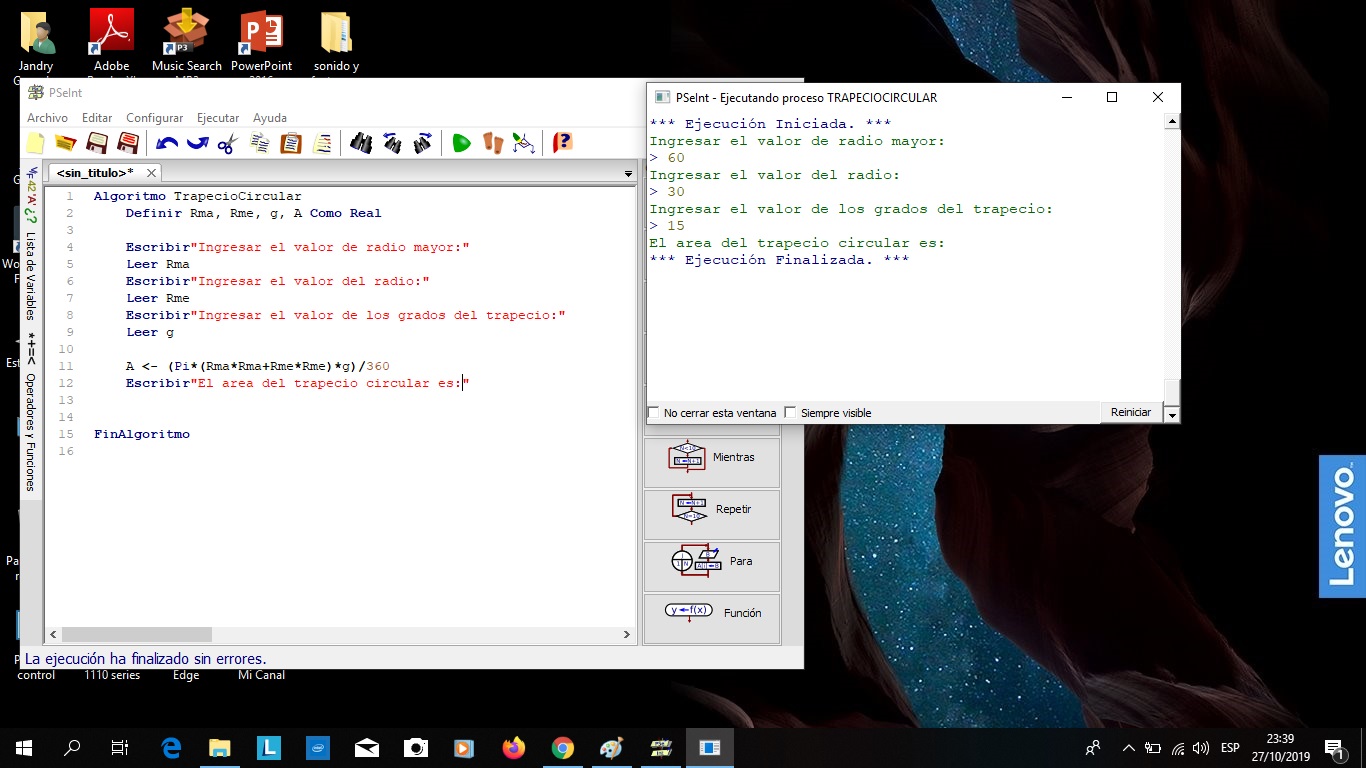 Jandry
Adobe
Music Search
PowerPoint
sonido y
PSeInt
Archivo Editar Configurar Ejecutar Ayuda
<sin_titulo>*
Lista de Variables
*+=<
Operadores y Funciones
1 Algoritmo TrapecioCircular
2 Definir Rma, Rme, g, A Como Real
3
4 Escribir"Ingresar el valor de radio mayor:"
5 Leer Rma
6 Escribir"Ingresar el valor del radio:"
7 Leer Rme
8 Escribir"Ingresar el valor de los grados del trapecio:"
9 Leer g
10
11 A <- (Pi*(Rma*Rma+Rme*Rme)*g)/360
12 Escribir"El area del trapecio circular es:"
13
14
15 FinAlgoritmo
16
La ejecución ha finalizado sin errores.
PSeInt - Ejecutando proceso TRAPECIOCIRCULAR
*** Ejecución Iniciada. ***
Ingresar el valor de radio mayor:
> 60
Ingresar el valor del radio:
> 30
Ingresar el valor de los grados del trapecio:
> 15
El area del trapecio circular es:
*** Ejecución Finalizada. ***
No cerrar esta ventana Siempre visible Reiniciar
Mientras
Repetir
Para
y←f(x) Función
control 1110 series Edge Mi Canal
Lenovo
ESP
23:39
27/10/2019
1